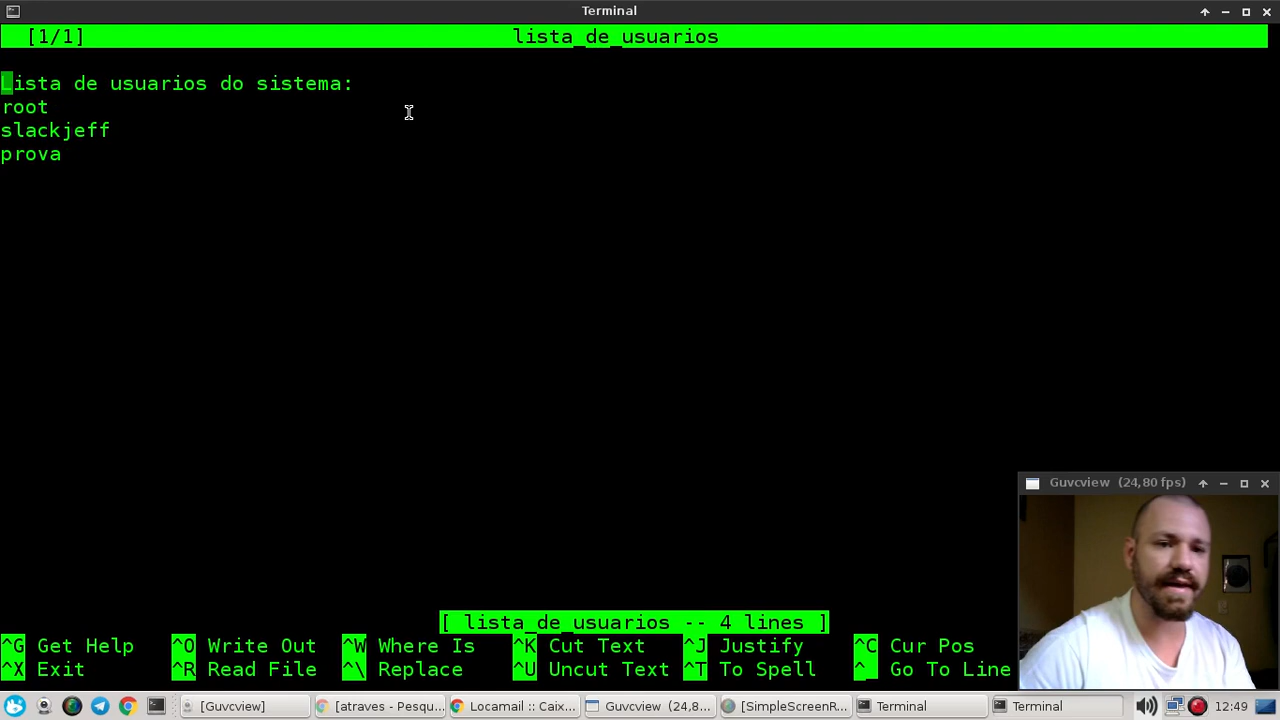 Terminal
[1/1] lista_de_usuarios
Lista de usuarios do sistema:
root
slackjeff
prova
[ lista_de_usuarios -- 4 lines ]
^G Get Help ^O Write Out ^W Where Is ^K Cut Text ^J Justify ^C Cur Pos
^X Exit ^R Read File ^\ Replace ^U Uncut Text ^T To Spell ^_ Go To Line
Guvcview (24,80 fps)
[Guvcview] [atraves - Pesqu... LOCmail :: Caix... Guvcview (24,8... [SimpleScreenR... Terminal Terminal 12:49